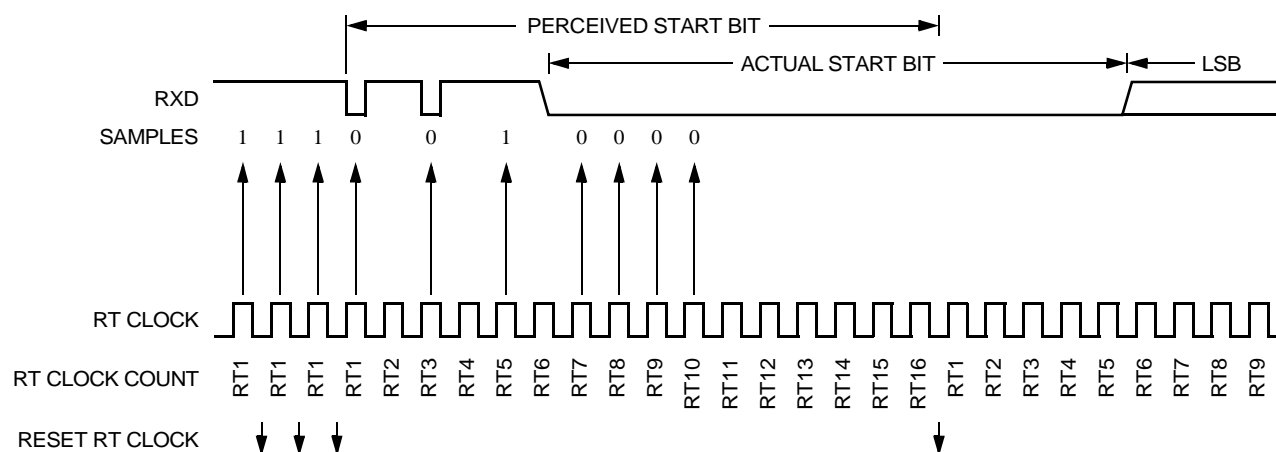 PERCEIVED START BIT
ACTUAL START BIT LSB
RXD
SAMPLES 1 1 1 0 0 1 0 0 0 0
RT CLOCK
RT CLOCK COUNT RT1 RT1 RT1 RT1 RT2 RT3 RT4 RT5 RT6 RT7 RT8 RT9 RT10 RT11 RT12 RT13 RT14 RT15 RT16 RT1 RT2 RT3 RT4 RT5 RT6 RT7 RT8 RT9
RESET RT CLOCK